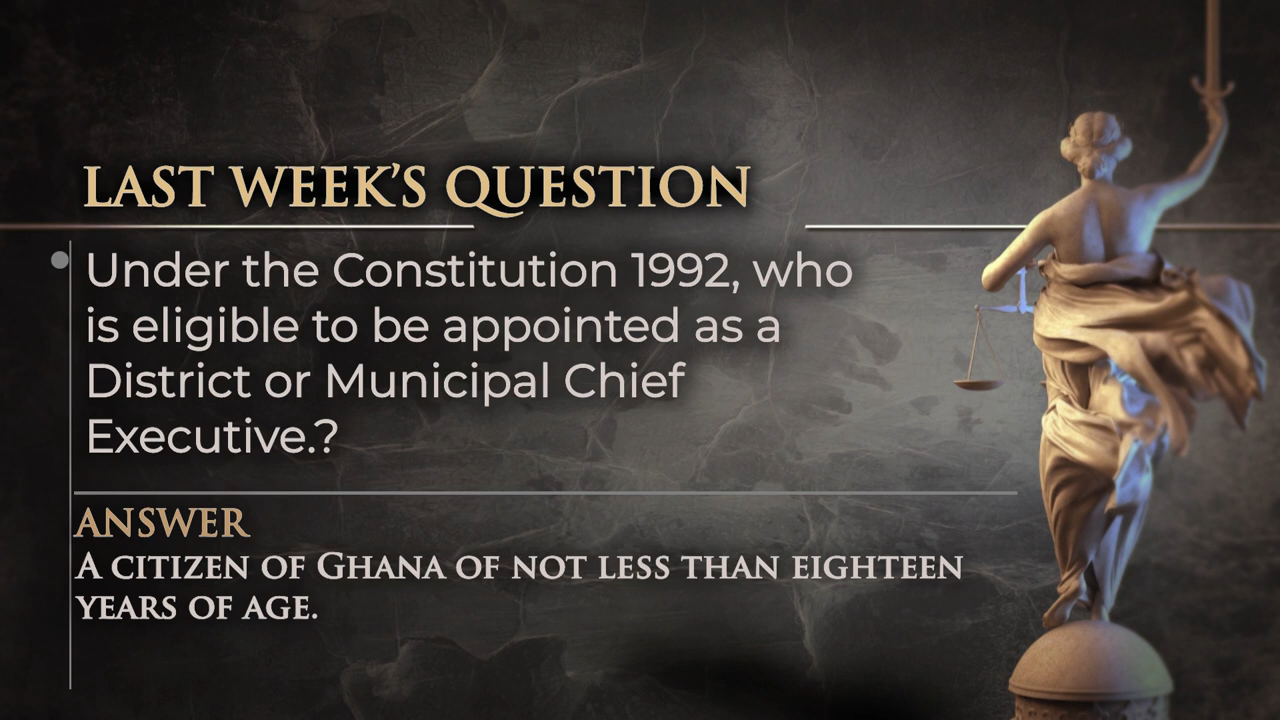 LAST WEEK'S QUESTION
Under the Constitution 1992, who
is eligible to be appointed as a
District or Municipal Chief
Executive.?
ANSWER
A CITIZEN OF GHANA OF NOT LESS THAN EIGHTEEN
YEARS OF AGE.